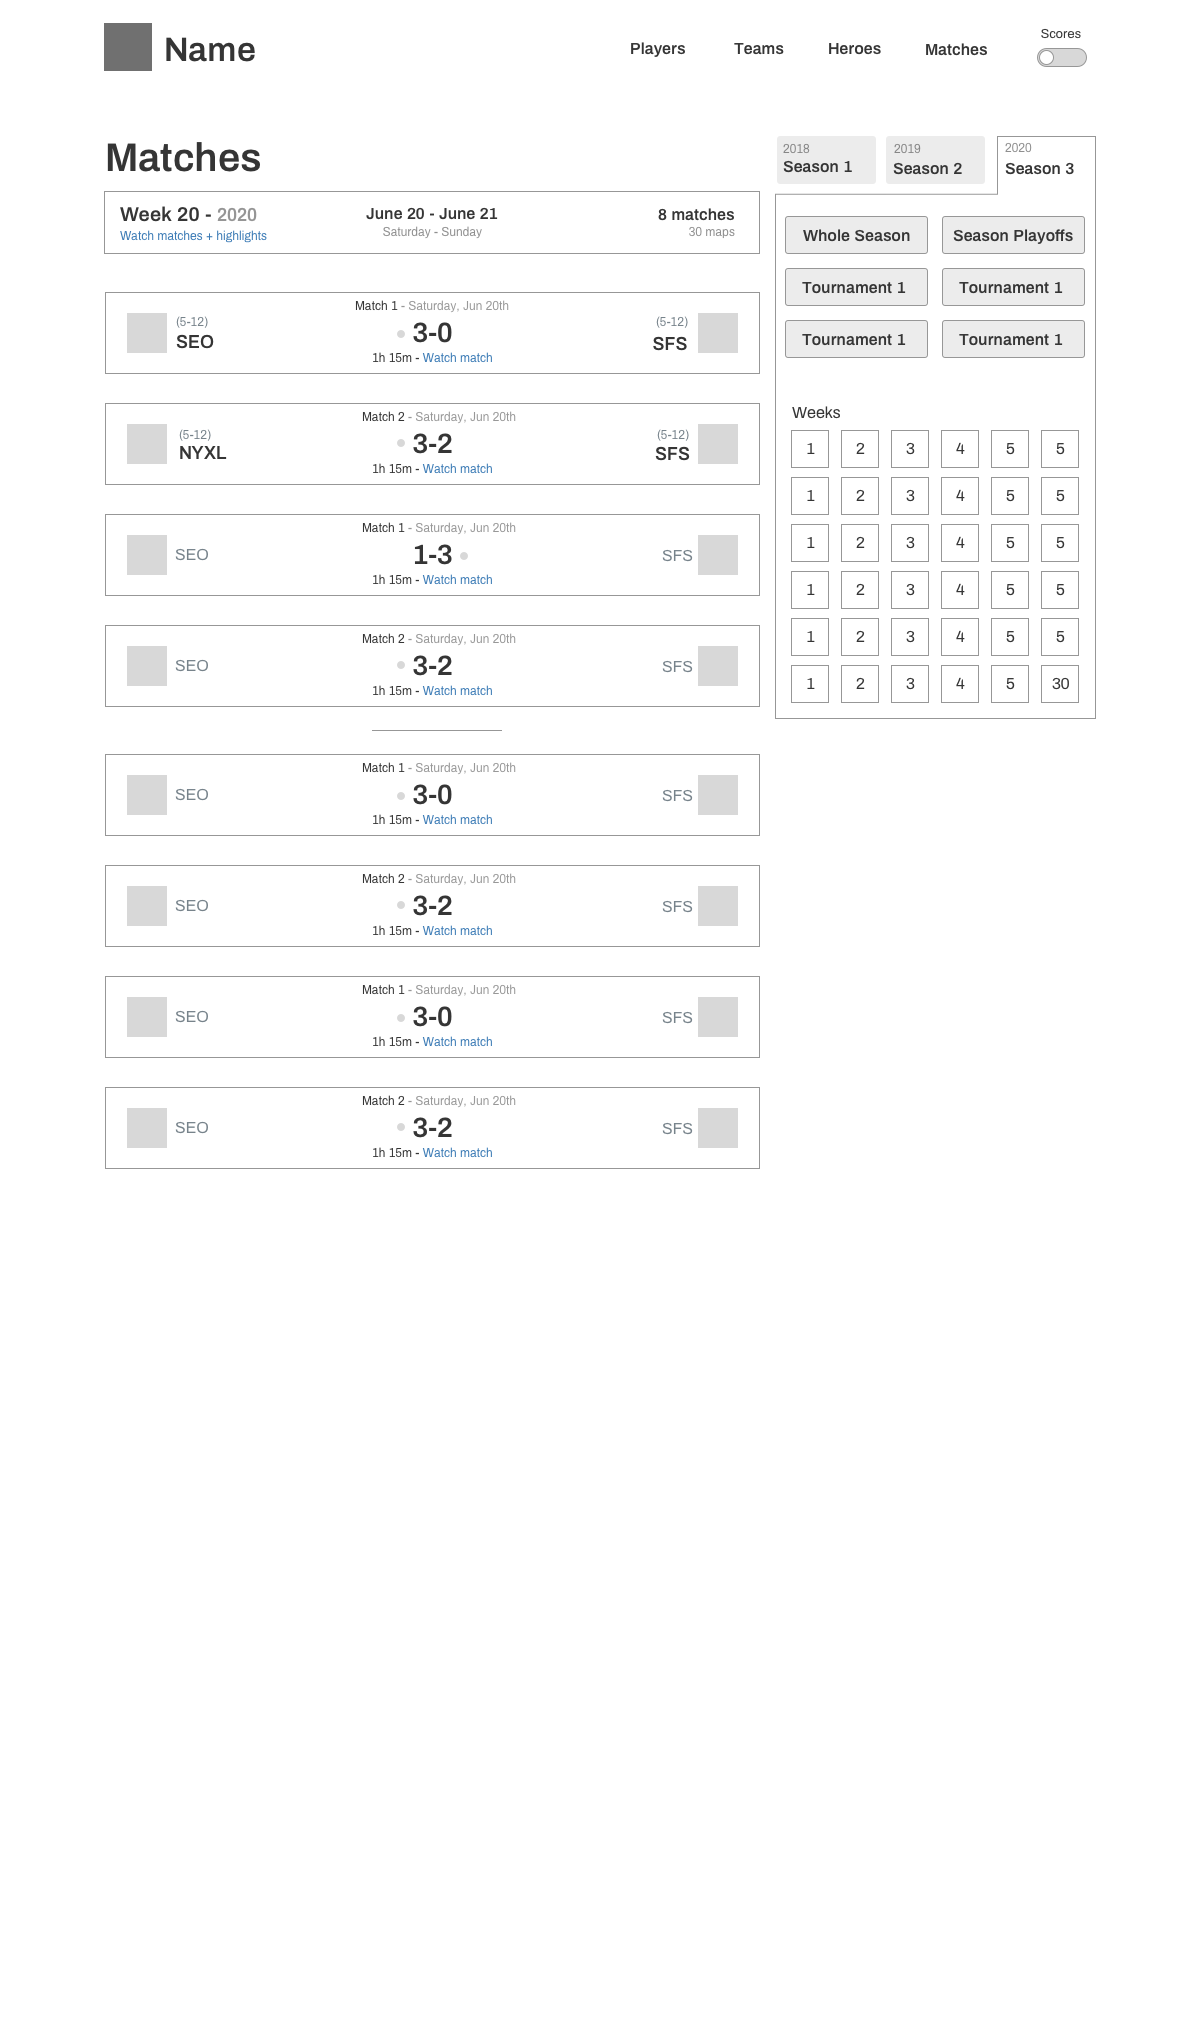 Name
Players Teams Heroes Matches
Scores
Matches
Week 20 - 2020
Watch matches + highlights
June 20 - June 21
Saturday - Sunday
8 matches
30 maps
Match 1 - Saturday, Jun 20th
(5-12)
SEO
3-0
(5-12)
SFS
1h 15m - Watch match
Match 2 - Saturday, Jun 20th
(5-12)
NYXL
3-2
(5-12)
SFS
1h 15m - Watch match
Match 1 - Saturday, Jun 20th
SEO 1-3 SFS
1h 15m - Watch match
Match 2 - Saturday, Jun 20th
SEO 3-2 SFS
1h 15m - Watch match
Match 1 - Saturday, Jun 20th
SEO 3-0 SFS
1h 15m - Watch match
Match 2 - Saturday, Jun 20th
SEO 3-2 SFS
1h 15m - Watch match
Match 1 - Saturday, Jun 20th
SEO 3-0 SFS
1h 15m - Watch match
Match 2 - Saturday, Jun 20th
SEO 3-2 SFS
1h 15m - Watch match
2018
Season 1
2019
Season 2
2020
Season 3
Whole Season Season Playoffs
Tournament 1 Tournament 1
Tournament 1 Tournament 1
Weeks
1 2 3 4 5 5
1 2 3 4 5 5
1 2 3 4 5 5
1 2 3 4 5 5
1 2 3 4 5 5
1 2 3 4 5 30